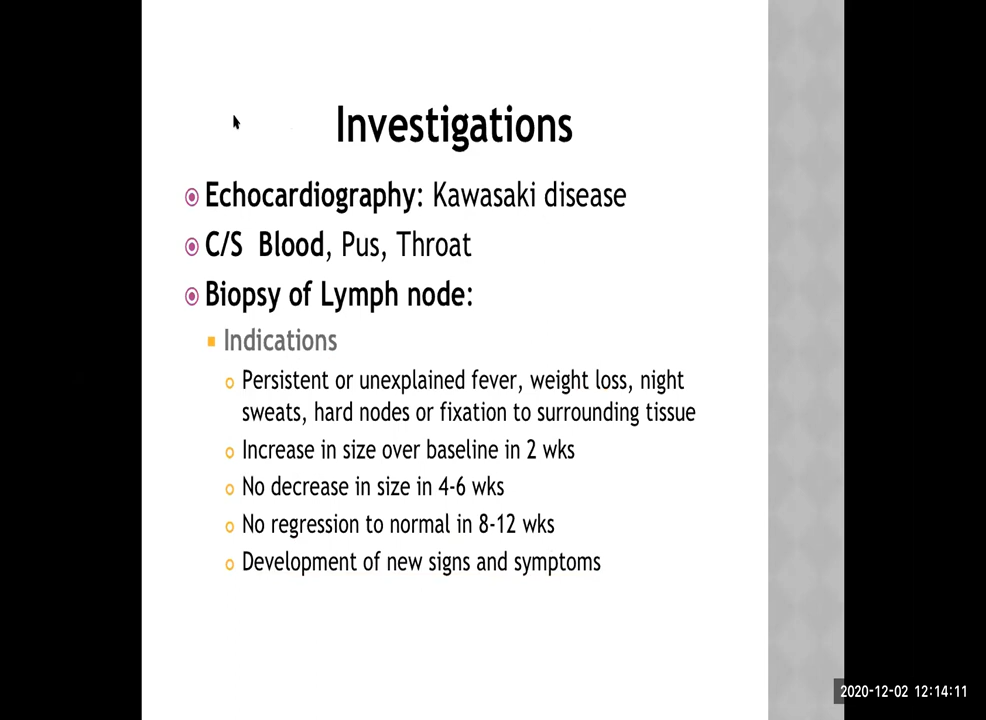 Investigations
Echocardiography: Kawasaki disease
C/S Blood, Pus, Throat
Biopsy of Lymph node:
Indications
Persistent or unexplained fever, weight loss, night
sweats, hard nodes or fixation to surrounding tissue
Increase in size over baseline in 2 wks
No decrease in size in 4-6 wks
No regression to normal in 8-12 wks
Development of new signs and symptoms
2020-12-02 12:14:11